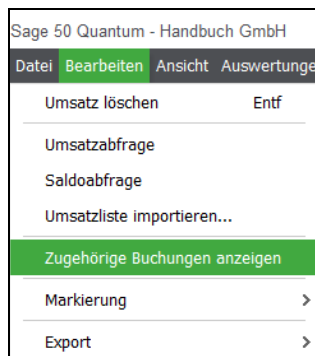 Sage 50 Quantum - Handbuch GmbH
Datei Bearbeiten Ansicht Auswertunge
Umsatz löschen Entf
Umsatzabfrage
Saldoabfrage
Umsatzliste importieren...
Zugehörige Buchungen anzeigen
Markierung
Export